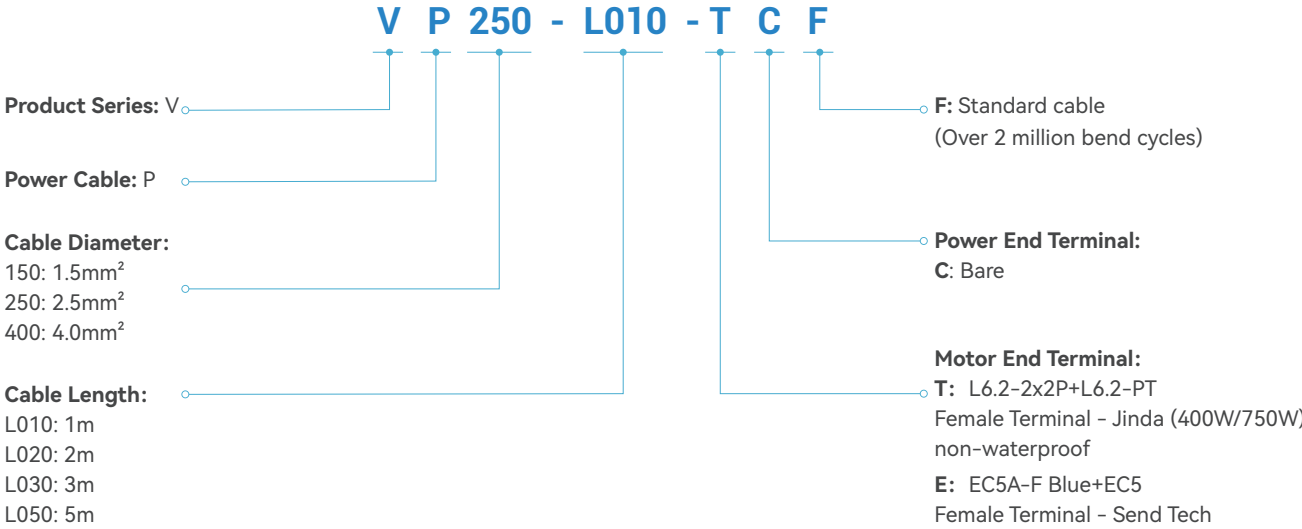 V P 250 - L010 - T C F
Product Series: V
Power Cable: P
Cable Diameter:
150: 1.5mm²
250: 2.5mm²
400: 4.0mm²
Cable Length:
L010: 1m
L020: 2m
L030: 3m
L050: 5m
F: Standard cable
(Over 2 million bend cycles)
Power End Terminal:
C: Bare
Motor End Terminal:
T: L6.2-2x2P+L6.2-PT
Female Terminal - Jinda (400W/750W)
non-waterproof
E: EC5A-F Blue+EC5
Female Terminal - Send Tech